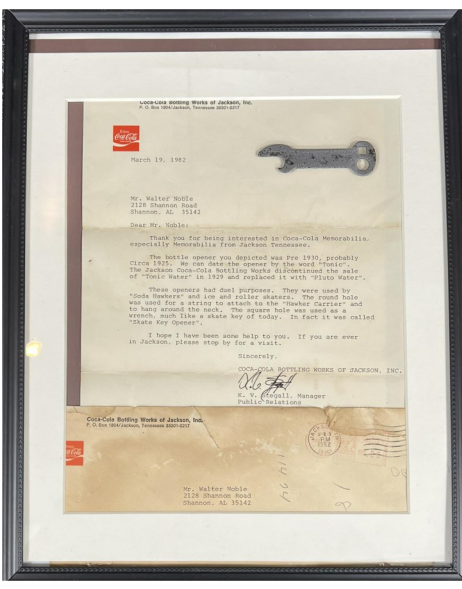 Coca-Cola Bottling Works of Jackson, Inc.
P. O. Box 1804/Jackson, Tennessee 38301-0217
Enjoy
Coca-Cola
March 19, 1982
Mr. Walter Noble
2128 Shannon Road
Shannon, AL 35142
Dear Mr. Noble:
Thank you for being interested in Coca-Cola Memorabilia,
especially Memorabilia from Jackson Tennessee.
The bottle opener you depicted was Pre 1930, probably
Circa 1925. We can date the opener by the word "Tonic".
The Jackson Coca-Cola Bottling Works discontinued the sale
of "Tonic Water" in 1929 and replaced it with "Pluto Water".
These openers had duel purposes. They were used by
"Soda Hawkers" and ice and roller skaters. The round hole
was used for a string to attach to the "Hawker Carrier" and
to hang around the neck. The square hole was used as a
wrench, much like a skate key of today. In fact it was called
"Skate Key Opener".
I hope I have been some help to you. If you are ever
in Jackson, please stop by for a visit.
Sincerely,
COCA-COLA BOTTLING WORKS OF JACKSON, INC.
K. W. Stegall, Manager
Public Relations
Coca-Cola Bottling Works of Jackson, Inc.
P. O. Box 1804/Jackson, Tennessee 38301-0217
PM
1982
Mr. Walter Noble
2128 Shannon Road
Shannon, AL 35142